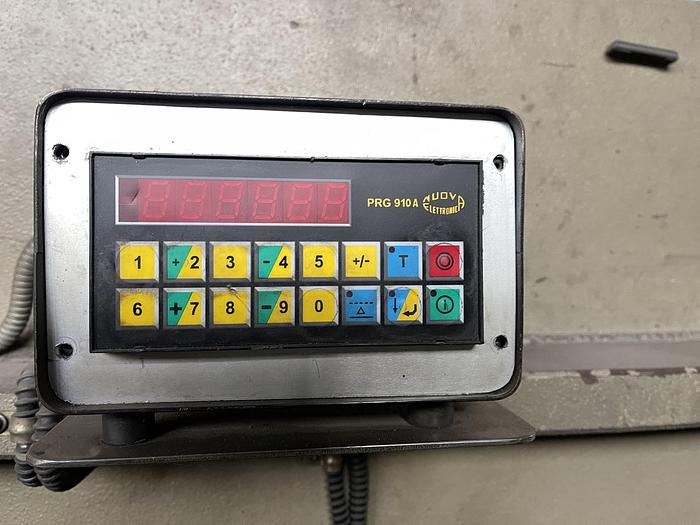 PRG 910 A NUOVA ELETTRONICA
1 +2 3 -4 5 +/- T
6 +7 8 -9 0